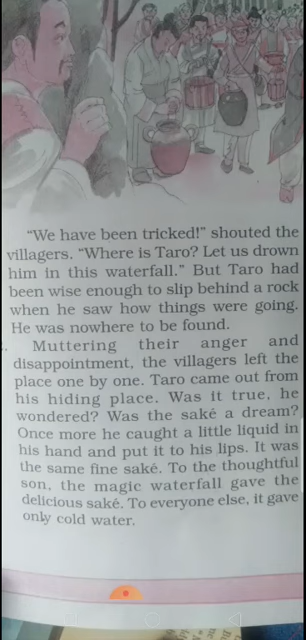 "We have been tricked!" shouted the
villagers. "Where is Taro? Let us drown
him in this waterfall." But Taro had
been wise enough to slip behind a rock
when he saw how things were going.
He was nowhere to be found.
Muttering their anger and
disappointment, the villagers left the
place one by one. Taro came out from
his hiding place. Was it true, he
wondered? Was the saké a dream?
Once more he caught a little liquid in
his hand and put it to his lips. It was
the same fine saké. To the thoughtful
son, the magic waterfall gave the
delicious saké. To everyone else, it gave
only cold water.